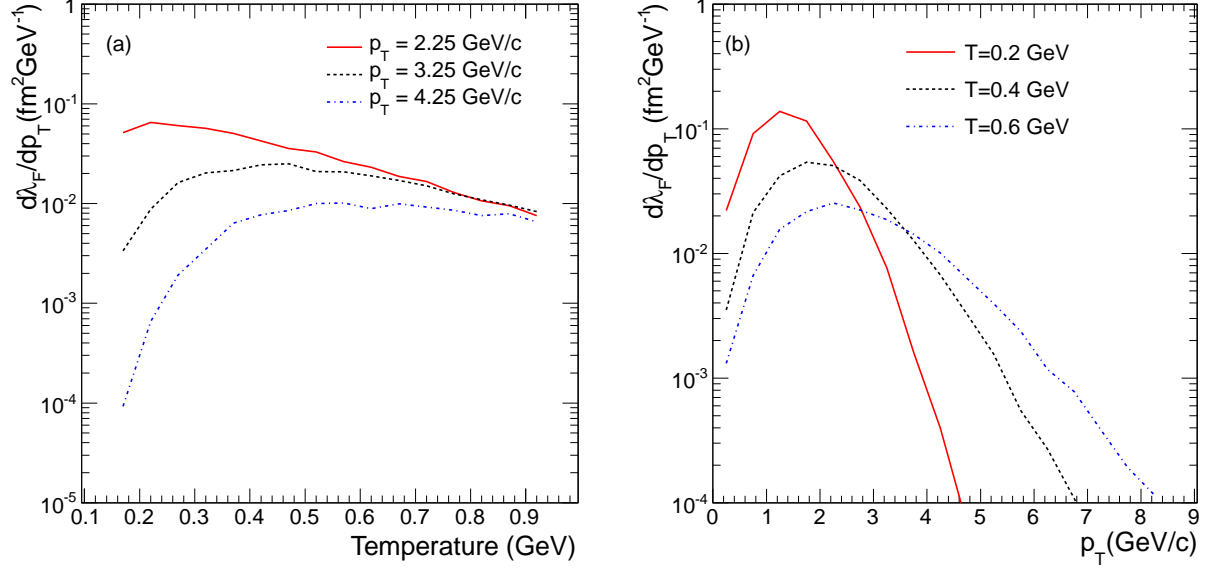 dλ_F/dp_T(fm²GeV⁻¹)
(a)
p_T = 2.25 GeV/c
p_T = 3.25 GeV/c
p_T = 4.25 GeV/c
1
10⁻¹
10⁻²
10⁻³
10⁻⁴
10⁻⁵
0.1 0.2 0.3 0.4 0.5 0.6 0.7 0.8 0.9
Temperature (GeV)
dλ_F/dp_T(fm²GeV⁻¹)
(b)
T=0.2 GeV
T=0.4 GeV
T=0.6 GeV
1
10⁻¹
10⁻²
10⁻³
10⁻⁴
0 1 2 3 4 5 6 7 8 9
p_T(GeV/c)